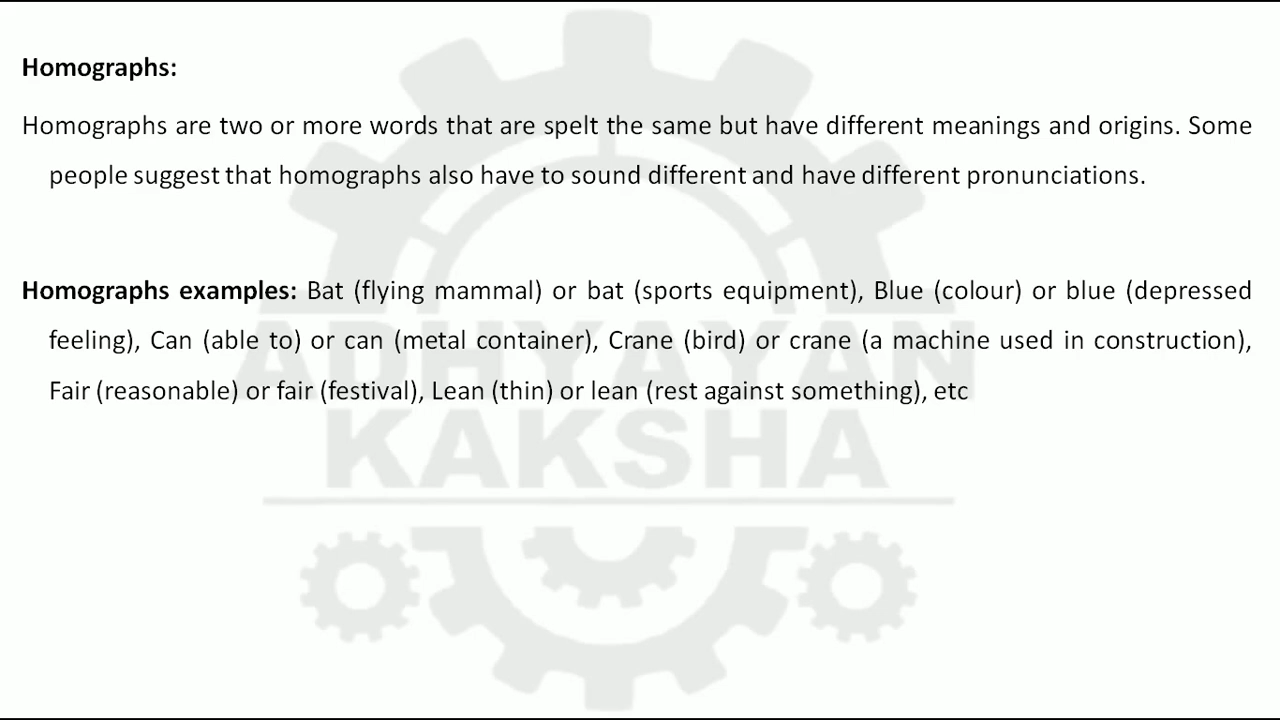 Homographs:
Homographs are two or more words that are spelt the same but have different meanings and origins. Some
people suggest that homographs also have to sound different and have different pronunciations.
Homographs examples: Bat (flying mammal) or bat (sports equipment), Blue (colour) or blue (depressed
feeling), Can (able to) or can (metal container), Crane (bird) or crane (a machine used in construction),
Fair (reasonable) or fair (festival), Lean (thin) or lean (rest against something), etc
ADHYAYAN
KAKSHA